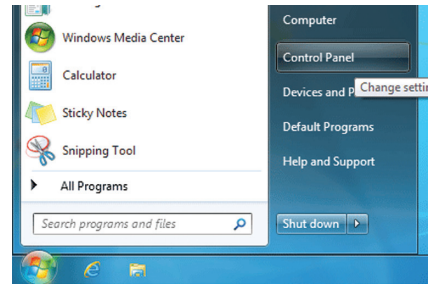 Windows Media Center
Calculator
Sticky Notes
Snipping Tool
All Programs
Search programs and files
Computer
Control Panel
Devices and P
Change settin
Default Programs
Help and Support
Shut down